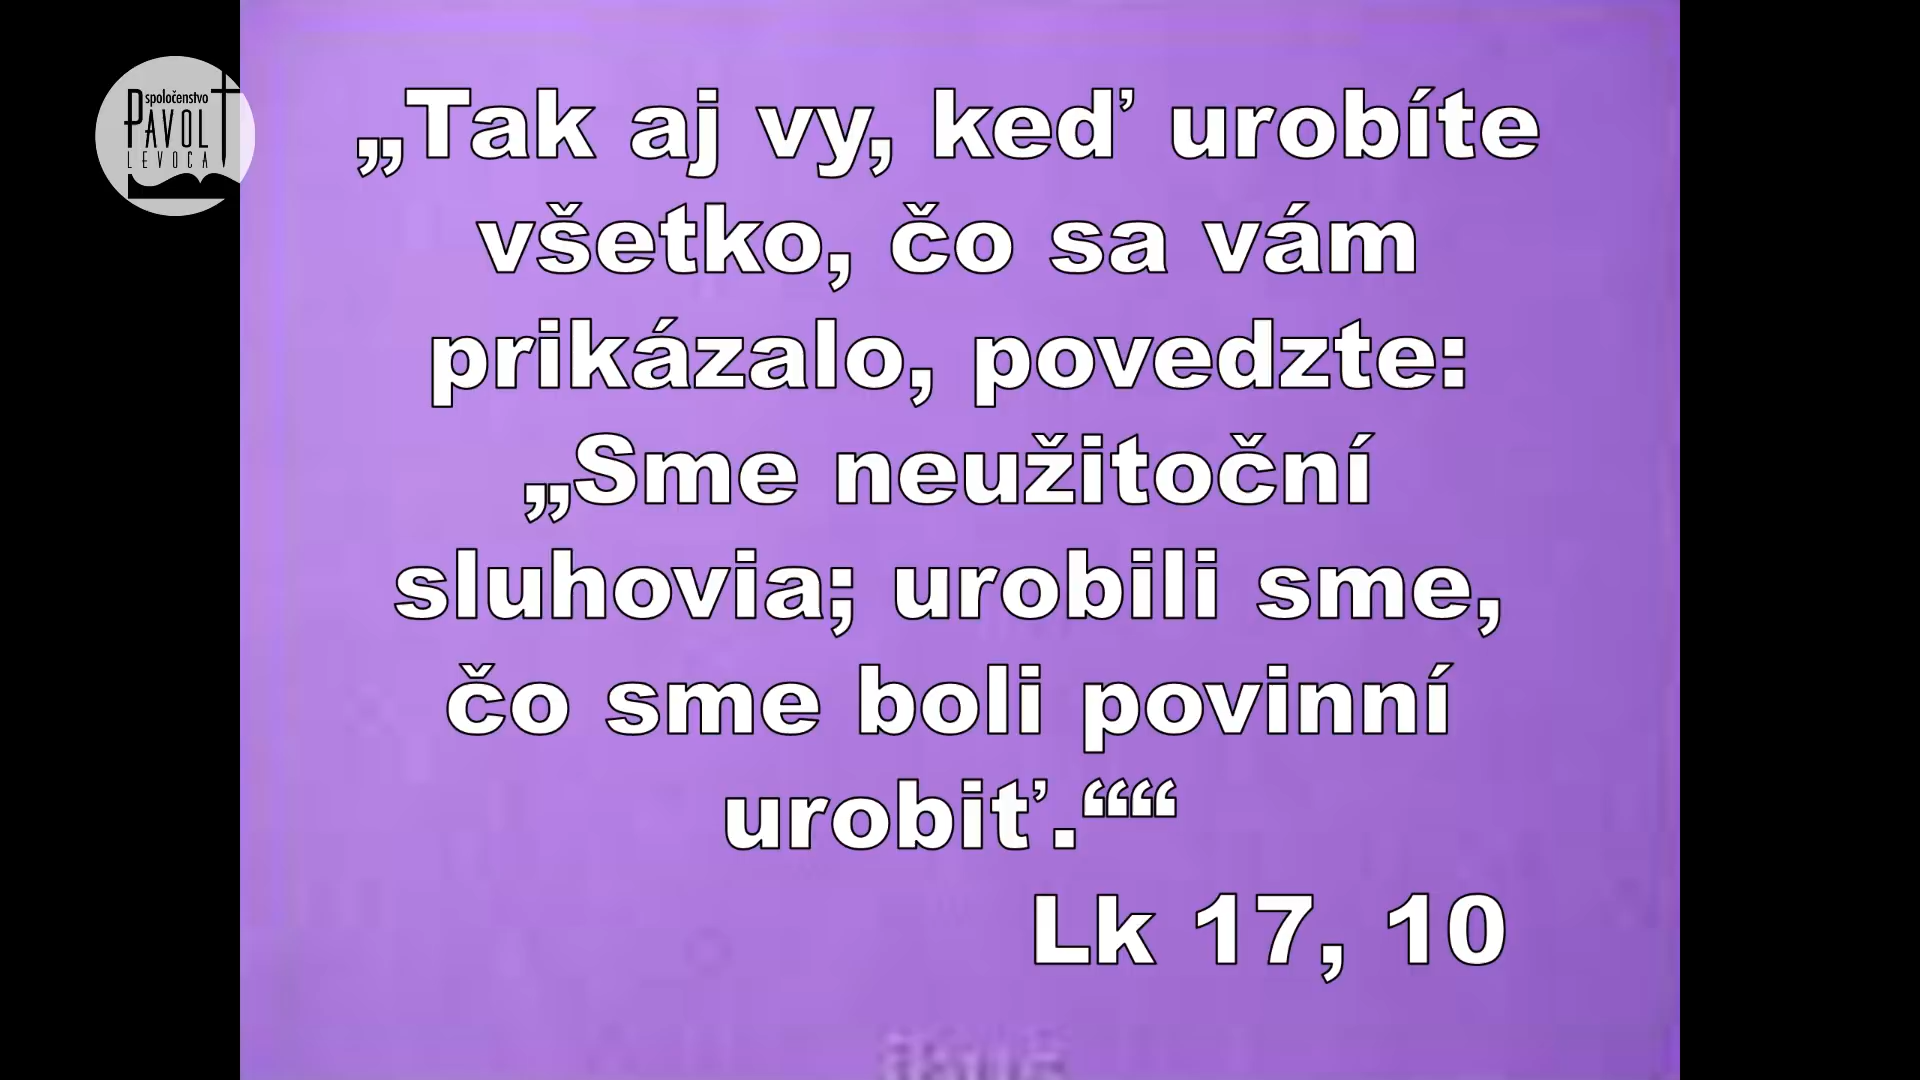 spoločenstvo
PAVOL
LEVOČA
„Tak aj vy, keď urobíte
všetko, čo sa vám
prikázalo, povedzte:
„Sme neužitoční
sluhovia; urobili sme,
čo sme boli povinní
urobiť.““
Lk 17, 10